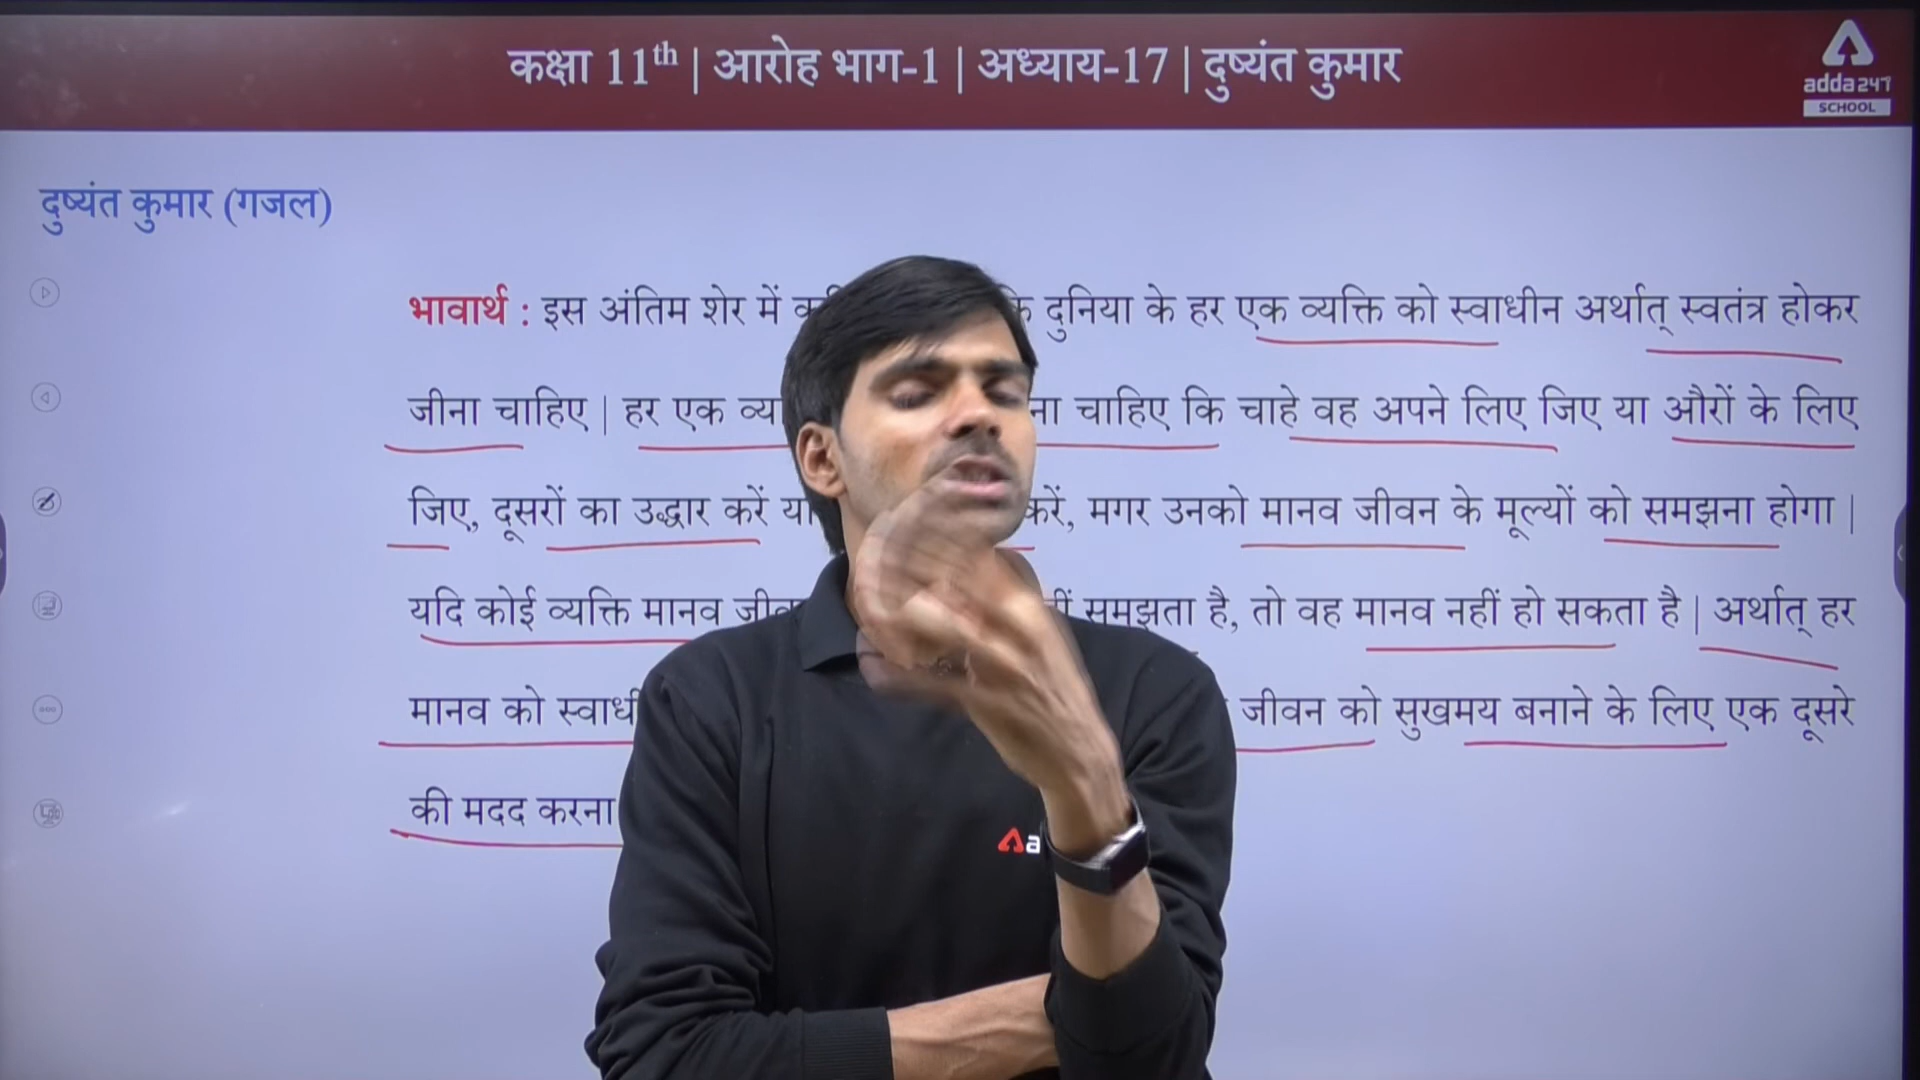 कक्षा 11th | आरोह भाग-1 | अध्याय-17 | दुष्यंत कुमार
adda247
SCHOOL
दुष्यंत कुमार (गजल)
भावार्थ : इस अंतिम शेर में दुनिया के हर एक व्यक्ति को स्वाधीन अर्थात् स्वतंत्र होकर
जीना चाहिए | हर एक चाहिए कि चाहे वह अपने लिए जिए या औरों के लिए
जिए, दूसरों का उद्धार करें करें, मगर उनको मानव जीवन के मूल्यों को समझना होगा |
यदि कोई व्यक्ति मानव समझता है, तो वह मानव नहीं हो सकता है | अर्थात् हर
मानव को जीवन को सुखमय बनाने के लिए एक दूसरे
की मदद करना